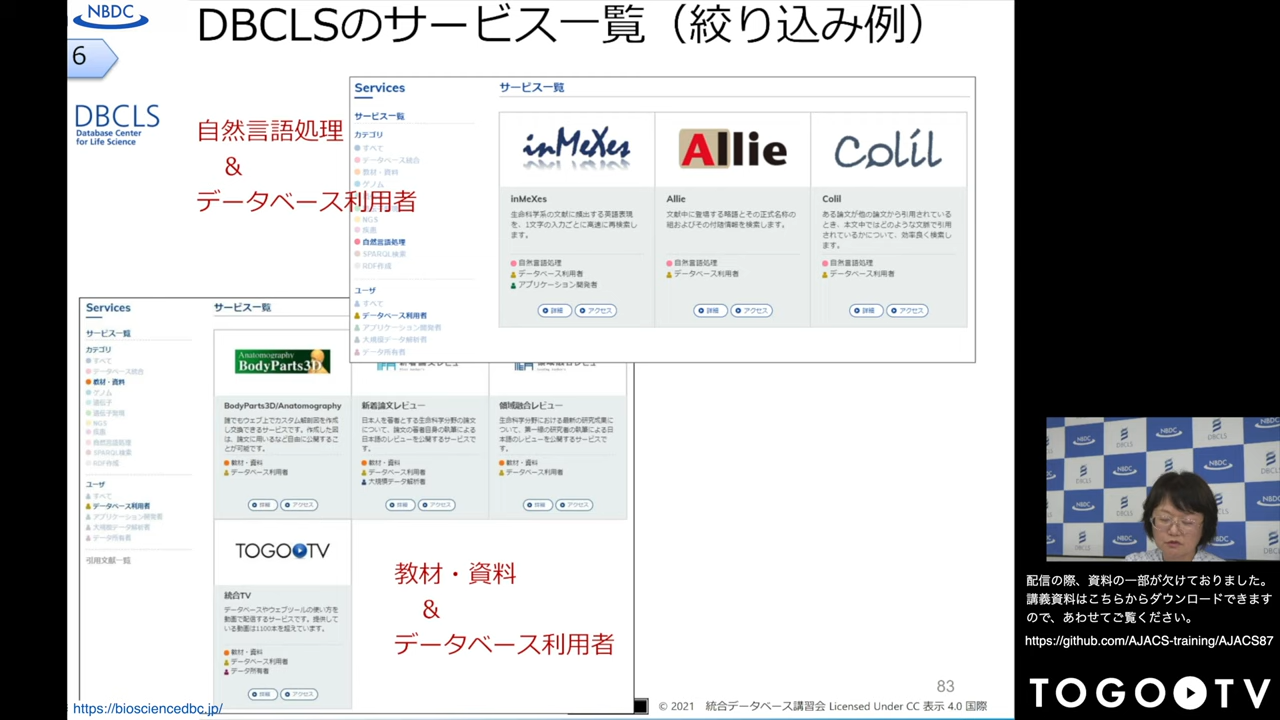 NBDC
6
DBCLSのサービス一覧（絞り込み例）
DBCLS
Database Center
for Life Science
自然言語処理
&
データベース利用者
Services
サービス一覧
カテゴリ
すべて
データベース統合
教材・資料
ゲノム
NGS
疾患
自然言語処理
SPARQL検索
RDF作成
ユーザ
すべて
データベース利用者
アプリケーション開発者
大規模データ解析者
データ所有者
サービス一覧
inMeXes
inMeXes
生命科学系の文献に頻出する英語表現
を、1文字の入力ごとに高速に再検索し
ます。
自然言語処理
データベース利用者
アプリケーション開発者
詳細
アクセス
Allie
Allie
文献中に登場する略語とその正式名称の
組およびその付随情報を検索します。
自然言語処理
データベース利用者
詳細
アクセス
Colil
Colil
ある論文が他の論文から引用されている
とき、本文中ではどのような文脈で引用
されているかについて、効率良く検索し
ます。
自然言語処理
データベース利用者
詳細
アクセス
Services
サービス一覧
カテゴリ
すべて
データベース統合
教材・資料
ゲノム
遺伝子
遺伝子発現
NGS
疾患
自然言語処理
SPARQL検索
RDF作成
ユーザ
すべて
データベース利用者
アプリケーション開発者
大規模データ解析者
データ所有者
引用文献一覧
サービス一覧
Anatomography
BodyParts3D
BodyParts3D/Anatomography
誰でもウェブ上でカスタム解剖図を作成
し交換できるサービスです。作成した図
は、論文に用いるなど自由に公開するこ
とが可能です。
教材・資料
データベース利用者
詳細
アクセス
新着論文レビュー
日本人を著者とする生命科学分野の論文
について、論文の著者自身の執筆による
日本語のレビューを公開するサービスで
す。
教材・資料
データベース利用者
大規模データ解析者
詳細
アクセス
領域融合レビュー
生命科学分野における最新の研究成果に
ついて、第一線の研究者の執筆による日
本語のレビューを公開するサービスで
す。
教材・資料
データベース利用者
詳細
アクセス
TOGOTV
統合TV
データベースやウェブツールの使い方を
動画で配信するサービスです。提供して
いる動画は1100本を超えています。
教材・資料
データベース利用者
データ所有者
詳細
アクセス
教材・資料
&
データベース利用者
83
https://biosciencedbc.jp/
© 2021 統合データベース講習会 Licensed Under CC 表示 4.0 国際
NBDC
DBCLS
配信の際、資料の一部が欠けておりました。
講義資料はこちらからダウンロードできます
ので、あわせてご覧ください。
https://github.com/AJACS-training/AJACS87
TOGOTV